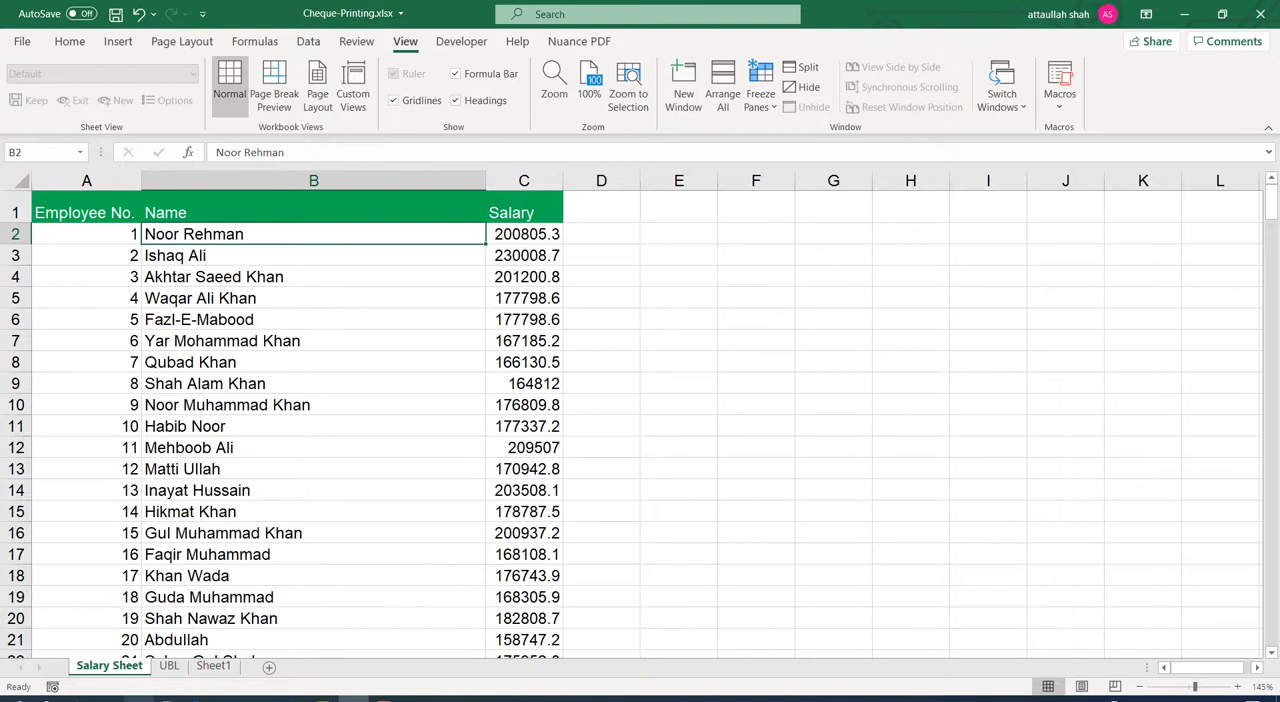 AutoSave Off Cheque-Printing.xlsx Search attaullah shah AS
File Home Insert Page Layout Formulas Data Review View Developer Help Nuance PDF Share Comments
Default
Keep Exit New Options
Sheet View
Normal Page Break Preview Page Layout Custom Views
Workbook Views
Ruler Formula Bar
Gridlines Headings
Show
Zoom 100 100% Zoom to Selection
Zoom
New Window Arrange All Freeze Panes
Split
Hide
Unhide
View Side by Side
Synchronous Scrolling
Reset Window Position
Switch Windows
Window
Macros
Macros
B2 fx Noor Rehman
A B C D E F G H I J K L
1 Employee No. Name Salary
2 1 Noor Rehman 200805.3
3 2 Ishaq Ali 230008.7
4 3 Akhtar Saeed Khan 201200.8
5 4 Waqar Ali Khan 177798.6
6 5 Fazl-E-Mabood 177798.6
7 6 Yar Mohammad Khan 167185.2
8 7 Qubad Khan 166130.5
9 8 Shah Alam Khan 164812
10 9 Noor Muhammad Khan 176809.8
11 10 Habib Noor 177337.2
12 11 Mehboob Ali 209507
13 12 Matti Ullah 170942.8
14 13 Inayat Hussain 203508.1
15 14 Hikmat Khan 178787.5
16 15 Gul Muhammad Khan 200937.2
17 16 Faqir Muhammad 168108.1
18 17 Khan Wada 176743.9
19 18 Guda Muhammad 168305.9
20 19 Shah Nawaz Khan 182808.7
21 20 Abdullah 158747.2
Salary Sheet UBL Sheet1
Ready 145%